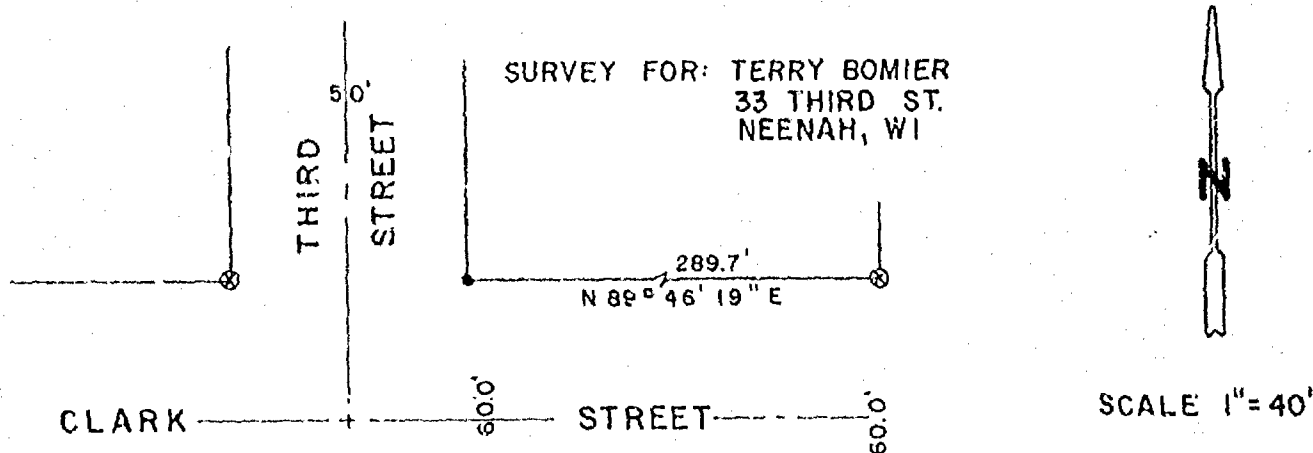 SURVEY FOR: TERRY BOMIER
33 THIRD ST.
NEENAH, WI
50'
THIRD
STREET
N
289.7'
N 89° 46' 19" E
CLARK
60.0'
STREET
60.0'
SCALE 1"=40'